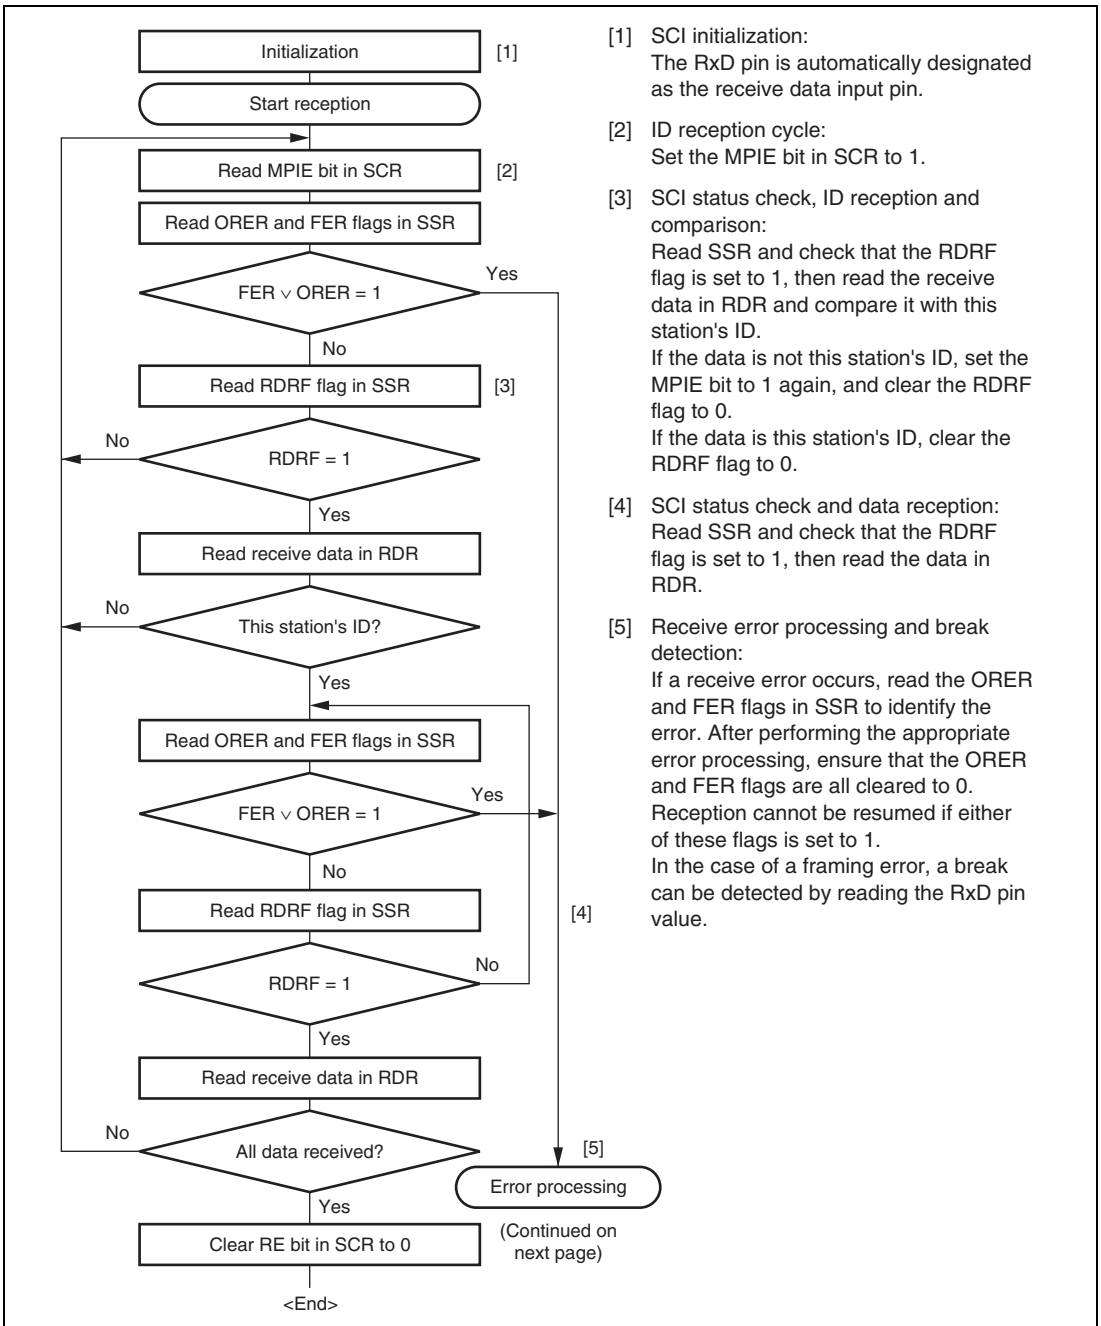 Initialization
[1]
Start reception
Read MPIE bit in SCR
[2]
Read ORER and FER flags in SSR
FER ∨ ORER = 1
Yes
No
Read RDRF flag in SSR
[3]
No
RDRF = 1
Yes
Read receive data in RDR
No
This station's ID?
Yes
Read ORER and FER flags in SSR
FER ∨ ORER = 1
Yes
No
Read RDRF flag in SSR
[4]
RDRF = 1
No
Yes
Read receive data in RDR
No
All data received?
[5]
Error processing
Yes
(Continued on
next page)
Clear RE bit in SCR to 0
<End>
[1] SCI initialization:
The RxD pin is automatically designated
as the receive data input pin.
[2] ID reception cycle:
Set the MPIE bit in SCR to 1.
[3] SCI status check, ID reception and
comparison:
Read SSR and check that the RDRF
flag is set to 1, then read the receive
data in RDR and compare it with this
station's ID.
If the data is not this station's ID, set the
MPIE bit to 1 again, and clear the RDRF
flag to 0.
If the data is this station's ID, clear the
RDRF flag to 0.
[4] SCI status check and data reception:
Read SSR and check that the RDRF
flag is set to 1, then read the data in
RDR.
[5] Receive error processing and break
detection:
If a receive error occurs, read the ORER
and FER flags in SSR to identify the
error. After performing the appropriate
error processing, ensure that the ORER
and FER flags are all cleared to 0.
Reception cannot be resumed if either
of these flags is set to 1.
In the case of a framing error, a break
can be detected by reading the RxD pin
value.